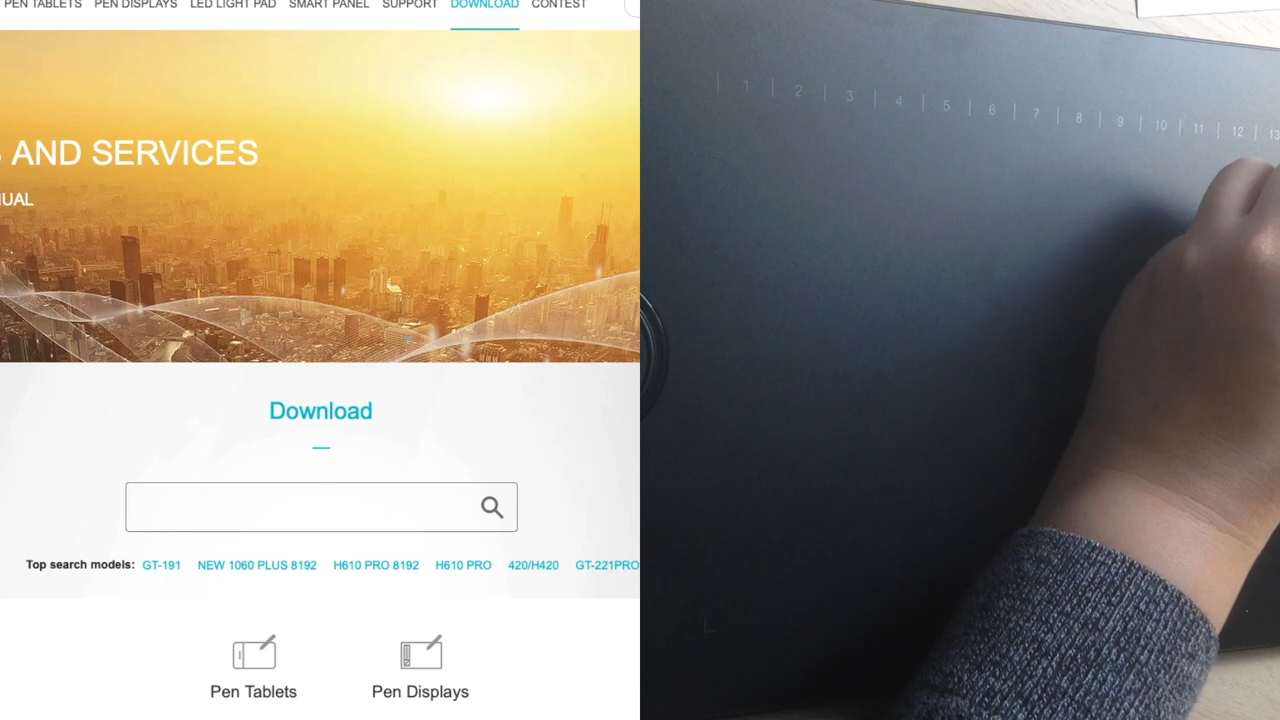 PEN TABLETS PEN DISPLAYS LED LIGHT PAD SMART PANEL SUPPORT DOWNLOAD CONTEST
AND SERVICES
Download
Top search models: GT-191 NEW 1060 PLUS 8192 H610 PRO 8192 H610 PRO 420/H420 GT-221PRO
Pen Tablets Pen Displays
1 2 3 4 5 6 7 8 9 10 11 12 13